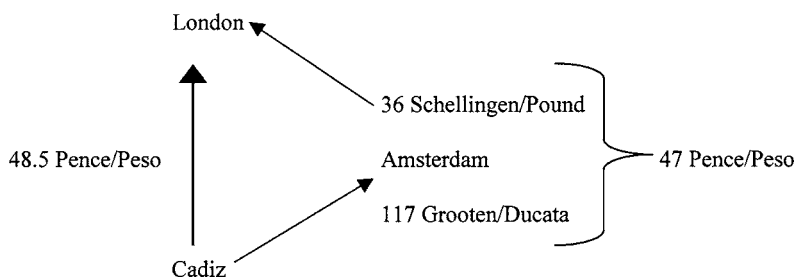 London
36 Schellingen/Pound
48.5 Pence/Peso
Amsterdam
47 Pence/Peso
117 Grooten/Ducata
Cadiz